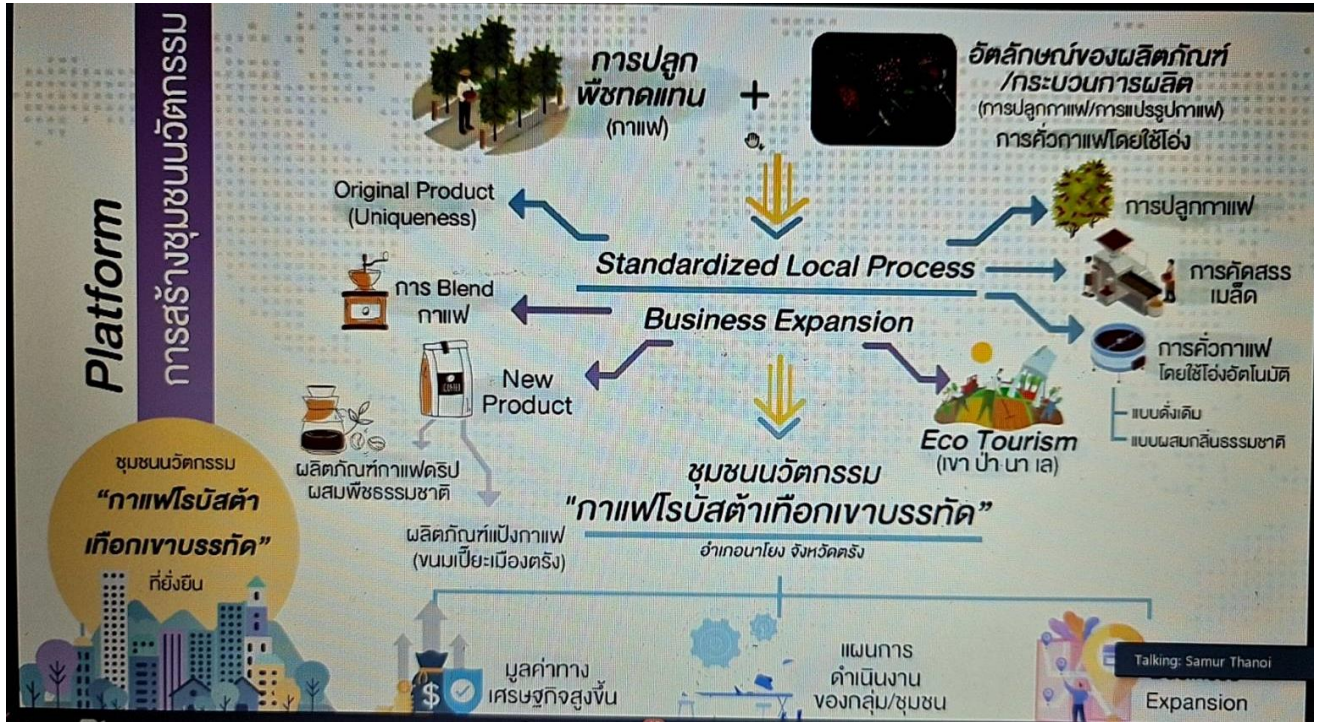 Platform
การสร้างชุมชนนวัตกรรม
การปลูก
พืชทดแทน
(กาแฟ)
+
อัตลักษณ์ของผลิตภัณฑ์
/กระบวนการผลิต
(การปลูกกาแฟ/การแปรรูปกาแฟ)
การคั่วกาแฟโดยใช้โอ่ง
Original Product
(Uniqueness)
Standardized Local Process
การปลูกกาแฟ
การคัดสรร
เมล็ด
การคั่วกาแฟ
โดยใช้โอ่งอัตโนมัติ
แบบดั่งเดิม
แบบผสมกลิ่นธรรมชาติ
การ Blend
กาแฟ
Business Expansion
New
Product
COFFEE
ผลิตภัณฑ์กาแฟดริป
ผสมพืชธรรมชาติ
ผลิตภัณฑ์แป้งกาแฟ
(ขนมเปี๊ยะเมืองตรัง)
Eco Tourism
(เขา ป่า นา เล)
ชุมชนนวัตกรรม
"กาแฟโรบัสต้าเทือกเขาบรรทัด"
อำเภอนาโยง จังหวัดตรัง
ชุมชนนวัตกรรม
"กาแฟโรบัสต้า
เทือกเขาบรรทัด"
ที่ยั่งยืน
$
มูลค่าทาง
เศรษฐกิจสูงขึ้น
แผนการ
ดำเนินงาน
ของกลุ่ม/ชุมชน
Talking: Samur Thanoi
Expansion